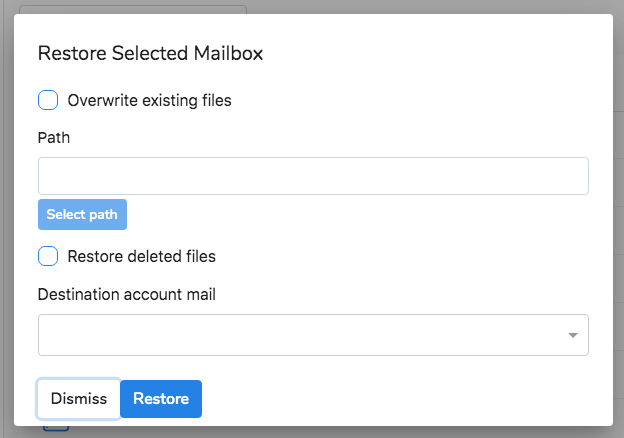 Restore Selected Mailbox
Overwrite existing files
Path
Select path
Restore deleted files
Destination account mail
Dismiss Restore